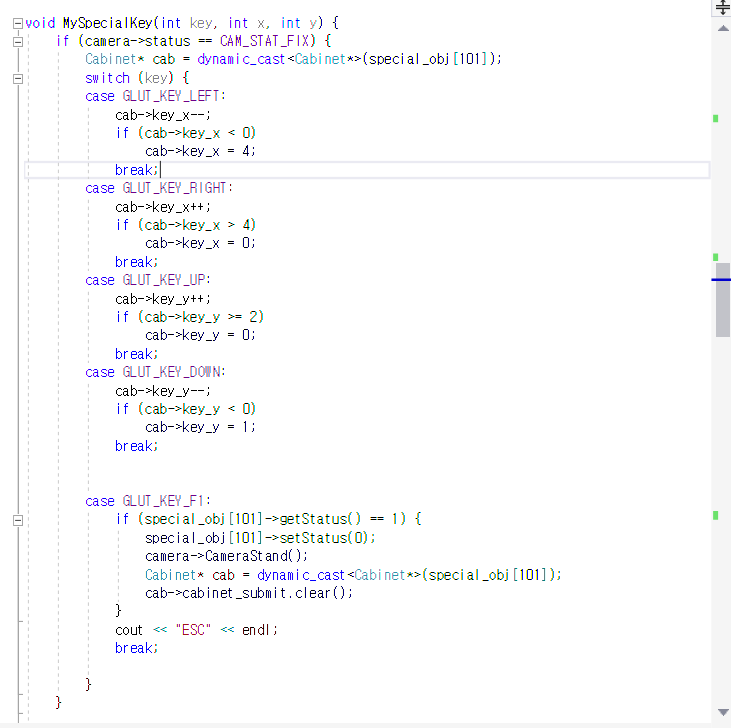 void MySpecialKey(int key, int x, int y) {
if (camera->status == CAM_STAT_FIX) {
Cabinet* cab = dynamic_cast<Cabinet*>(special_obj[101]);
switch (key) {
case GLUT_KEY_LEFT:
cab->key_x--;
if (cab->key_x < 0)
cab->key_x = 4;
break;
case GLUT_KEY_RIGHT:
cab->key_x++;
if (cab->key_x > 4)
cab->key_x = 0;
break;
case GLUT_KEY_UP:
cab->key_y++;
if (cab->key_y >= 2)
cab->key_y = 0;
break;
case GLUT_KEY_DOWN:
cab->key_y--;
if (cab->key_y < 0)
cab->key_y = 1;
break;
case GLUT_KEY_F1:
if (special_obj[101]->getStatus() == 1) {
special_obj[101]->setStatus(0);
camera->CameraStand();
Cabinet* cab = dynamic_cast<Cabinet*>(special_obj[101]);
cab->cabinet_submit.clear();
}
cout << "ESC" << endl;
break;
}
}